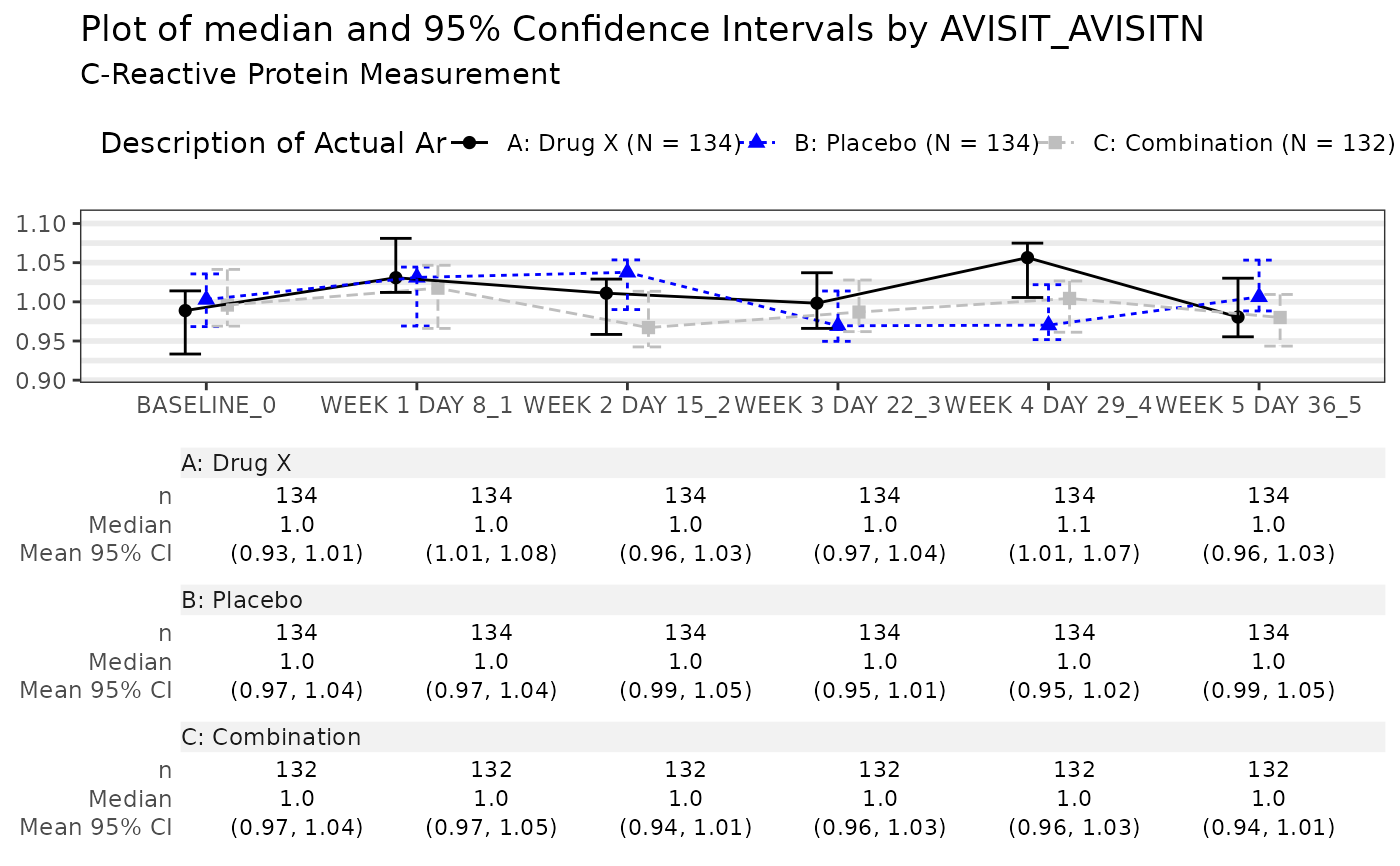 Plot of median and 95% Confidence Intervals by AVISIT_AVISITN
C-Reactive Protein Measurement
Description of Actual Ar A: Drug X (N = 134) B: Placebo (N = 134) C: Combination (N = 132)
1.10
1.05
1.00
0.95
0.90
BASELINE_0 WEEK 1 DAY 8_1 WEEK 2 DAY 15_2 WEEK 3 DAY 22_3 WEEK 4 DAY 29_4 WEEK 5 DAY 36_5
A: Drug X
n 134 134 134 134 134 134
Median 1.0 1.0 1.0 1.0 1.1 1.0
Mean 95% CI (0.93, 1.01) (1.01, 1.08) (0.96, 1.03) (0.97, 1.04) (1.01, 1.07) (0.96, 1.03)
B: Placebo
n 134 134 134 134 134 134
Median 1.0 1.0 1.0 1.0 1.0 1.0
Mean 95% CI (0.97, 1.04) (0.97, 1.04) (0.99, 1.05) (0.95, 1.01) (0.95, 1.02) (0.99, 1.05)
C: Combination
n 132 132 132 132 132 132
Median 1.0 1.0 1.0 1.0 1.0 1.0
Mean 95% CI (0.97, 1.04) (0.97, 1.05) (0.94, 1.01) (0.96, 1.03) (0.96, 1.03) (0.94, 1.01)